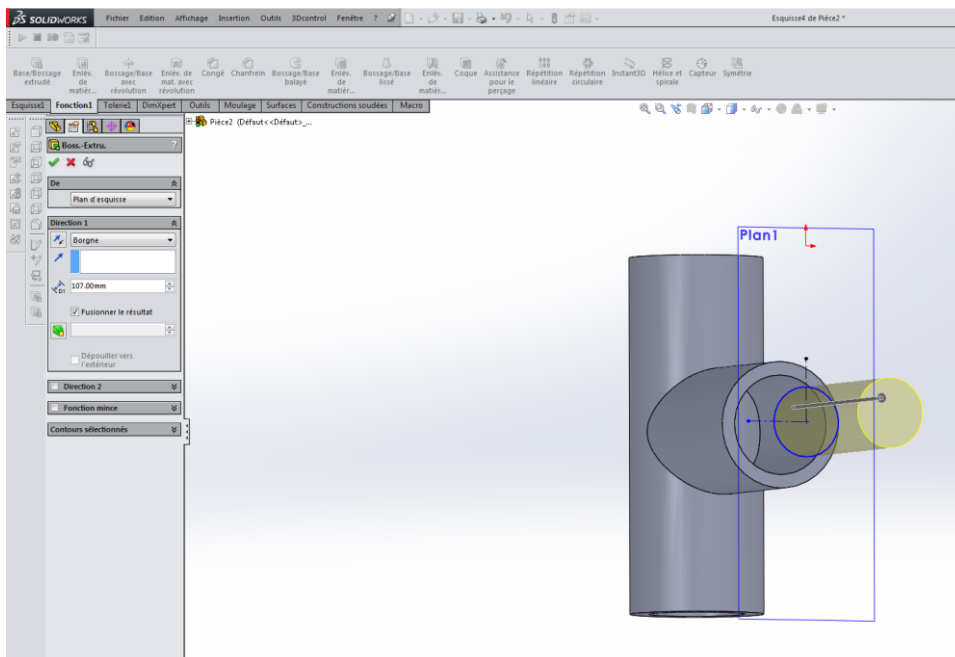 SOLIDWORKS Fichier Edition Affichage Insertion Outils 3Dcontrol Fenêtre ? Esquisse4 de Pièce2 *
Base/Bossage extrudé
Enlèv. de matièr...
Bossage/Base avec révolution
Enlèv. de mat. avec révolution
Congé
Chanfrein
Bossage/Base balayé
Enlèv. de matièr...
Bossage/Base lissé
Enlèv. de matièr...
Coque
Assistance pour le perçage
Répétition linéaire
Répétition circulaire
Instant3D
Hélice et spirale
Capteur
Symétrie
Esquisse1 Fonction1 Tolerie1 DimXpert Outils Moulage Surfaces Constructions soudées Macro
Pièce2 (Défaut<<Défaut>_...
Boss.-Extru. ?
De
Plan d'esquisse
Direction 1
Borgne
D1 107.00mm
Fusionner le résultat
Dépouiller vers
l'extérieur
Direction 2
Fonction mince
Contours sélectionnés
Plan1